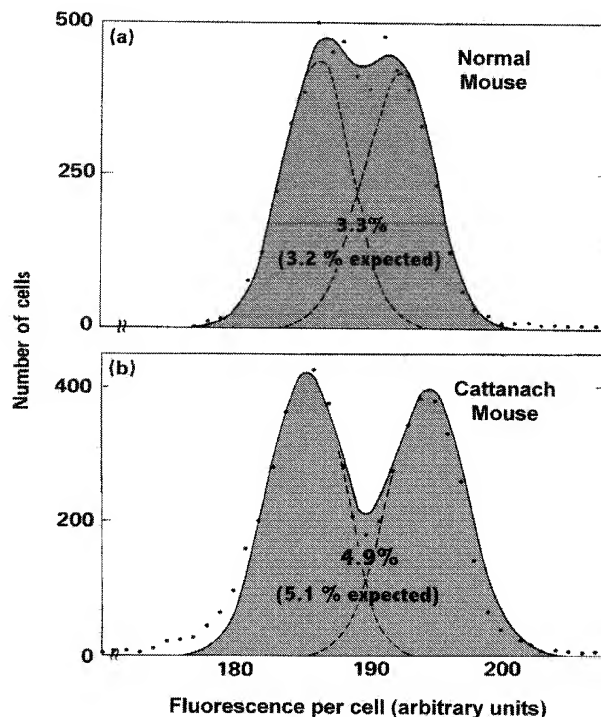 500
(a)
Normal
Mouse
250
3.3%
(3.2 % expected)
0
(b)
Cattanach
Mouse
400
200
4.9%
(5.1 % expected)
0
180 190 200
Number of cells
Fluorescence per cell (arbitrary units)